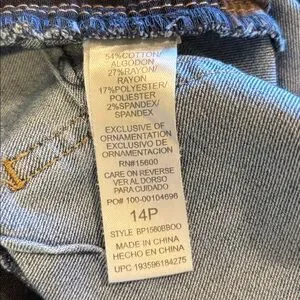 54%COTTON/
ALGODON
27%RAYON/
RAYON
17%POLYESTER/
POLIESTER
2%SPANDEX/
SPANDEX
EXCLUSIVE OF
ORNAMENTATION
EXCLUSIVO DE
ORNAMENTACION
RN#15600
CARE ON REVERSE
VER AL DORSO
PARA CUIDADO
PO# 100-00104696
14P
STYLE BP1560BBOO
MADE IN CHINA
HECHO EN CHINA
UPC 193596184275